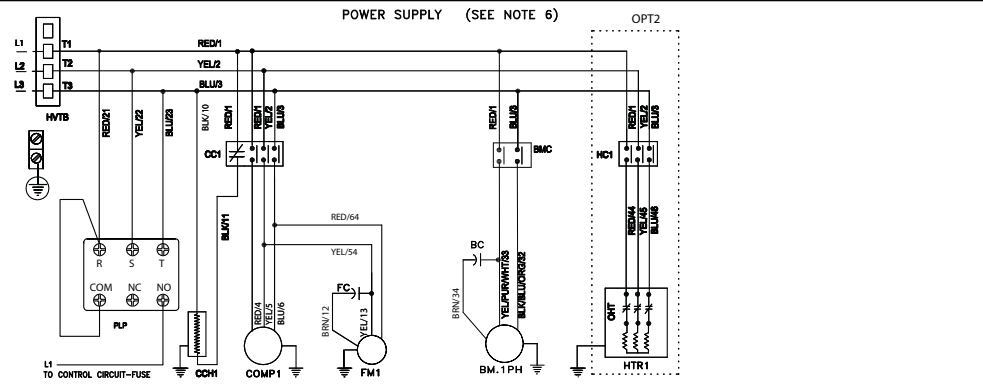 POWER SUPPLY (SEE NOTE 6)
OPT2
L1
T1
RED/1
L2
T2
YEL/2
L3
T3
BLU/3
HVTB
RED/21
YEL/22
BLU/23
BLK/10
RED/1
RED/1
YEL/2
BLU/3
RED/1
BLU/3
RED/1
YEL/2
BLU/3
CC1
BMC
HC1
BLK/11
RED/64
YEL/54
RED/44
YEL/45
BLU/46
R S T
COM NC NO
PLP
BC
YEL/PUR/WHT/33
BLK/BLU/ORG/32
BRN/34
FC
BRN/12
YEL/13
RED/4
YEL/5
BLU/6
OHT
L1
TO CONTROL CIRCUIT-FUSE
CCH1
COMP1
FM1
BM.1PH
HTR1